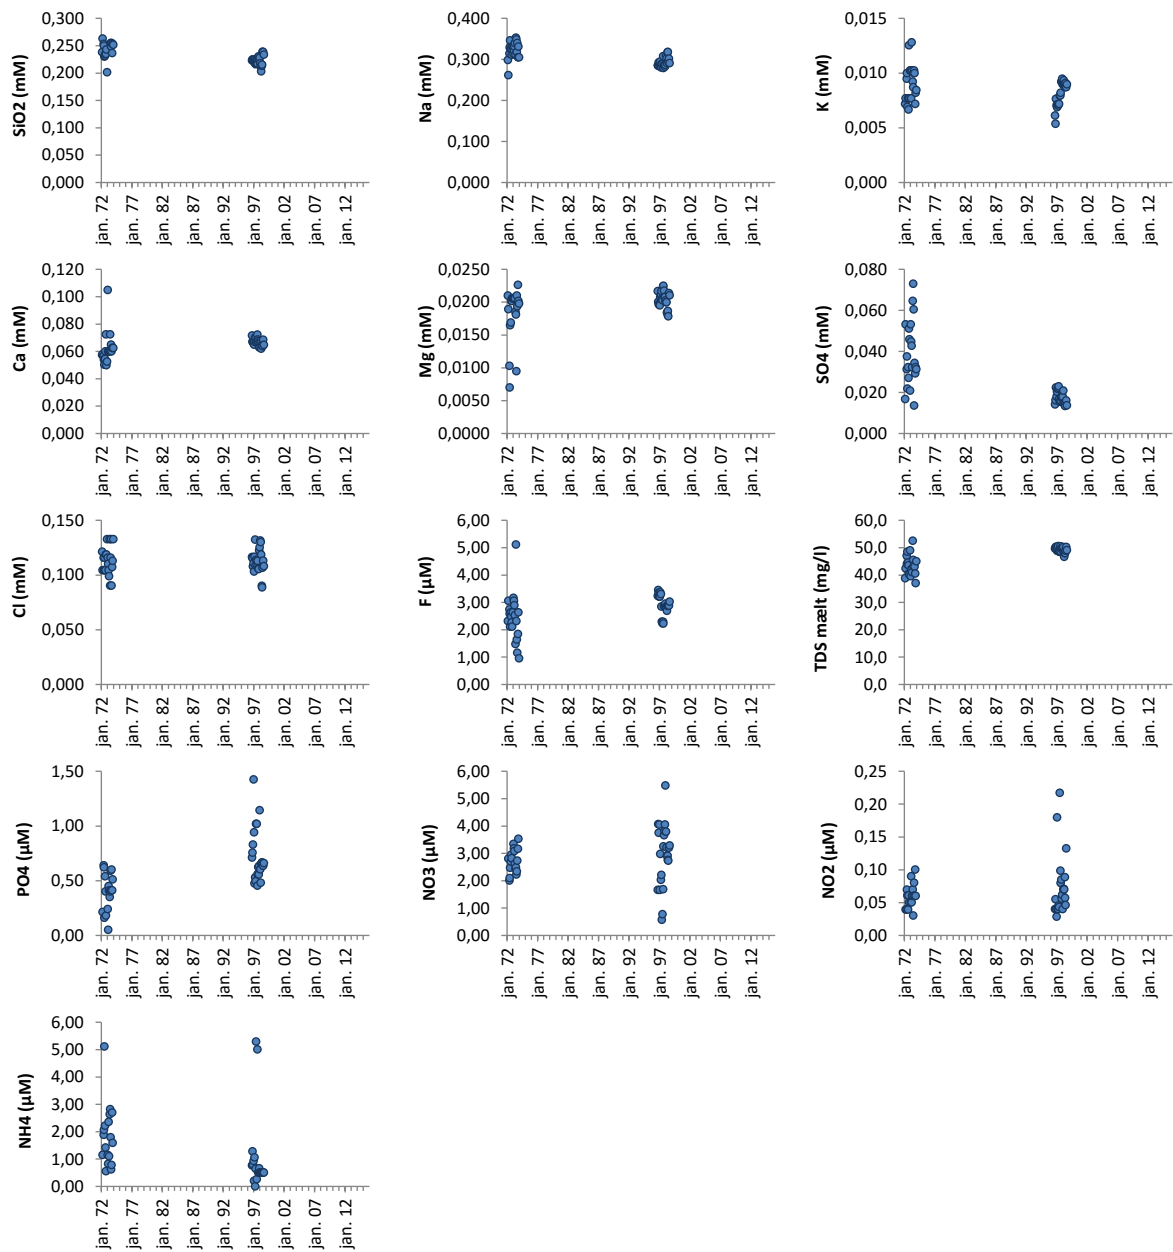 0,300
0,250
0,200
0,150
0,100
0,050
0,000
SiO2 (mM)
jan. 72
jan. 77
jan. 82
jan. 87
jan. 92
jan. 97
jan. 02
jan. 07
jan. 12
0,400
0,300
0,200
0,100
0,000
Na (mM)
jan. 72
jan. 77
jan. 82
jan. 87
jan. 92
jan. 97
jan. 02
jan. 07
jan. 12
0,015
0,010
0,005
0,000
K (mM)
jan. 72
jan. 77
jan. 82
jan. 87
jan. 92
jan. 97
jan. 02
jan. 07
jan. 12
0,120
0,100
0,080
0,060
0,040
0,020
0,000
Ca (mM)
jan. 72
jan. 77
jan. 82
jan. 87
jan. 92
jan. 97
jan. 02
jan. 07
jan. 12
0,0250
0,0200
0,0150
0,0100
0,0050
0,0000
Mg (mM)
jan. 72
jan. 77
jan. 82
jan. 87
jan. 92
jan. 97
jan. 02
jan. 07
jan. 12
0,080
0,060
0,040
0,020
0,000
SO4 (mM)
jan. 72
jan. 77
jan. 82
jan. 87
jan. 92
jan. 97
jan. 02
jan. 07
jan. 12
0,150
0,100
0,050
0,000
Cl (mM)
jan. 72
jan. 77
jan. 82
jan. 87
jan. 92
jan. 97
jan. 02
jan. 07
jan. 12
6,00
5,00
4,00
3,00
2,00
1,00
0,00
F (µM)
jan. 72
jan. 77
jan. 82
jan. 87
jan. 92
jan. 97
jan. 02
jan. 07
jan. 12
60,0
50,0
40,0
30,0
20,0
10,0
0,0
TDS mælt (mg/l)
jan. 72
jan. 77
jan. 82
jan. 87
jan. 92
jan. 97
jan. 02
jan. 07
jan. 12
1,50
1,00
0,50
0,00
PO4 (µM)
jan. 72
jan. 77
jan. 82
jan. 87
jan. 92
jan. 97
jan. 02
jan. 07
jan. 12
6,00
5,00
4,00
3,00
2,00
1,00
0,00
NO3 (µM)
jan. 72
jan. 77
jan. 82
jan. 87
jan. 92
jan. 97
jan. 02
jan. 07
jan. 12
0,25
0,20
0,15
0,10
0,05
0,00
NO2 (µM)
jan. 72
jan. 77
jan. 82
jan. 87
jan. 92
jan. 97
jan. 02
jan. 07
jan. 12
6,00
5,00
4,00
3,00
2,00
1,00
0,00
NH4 (µM)
jan. 72
jan. 77
jan. 82
jan. 87
jan. 92
jan. 97
jan. 02
jan. 07
jan. 12